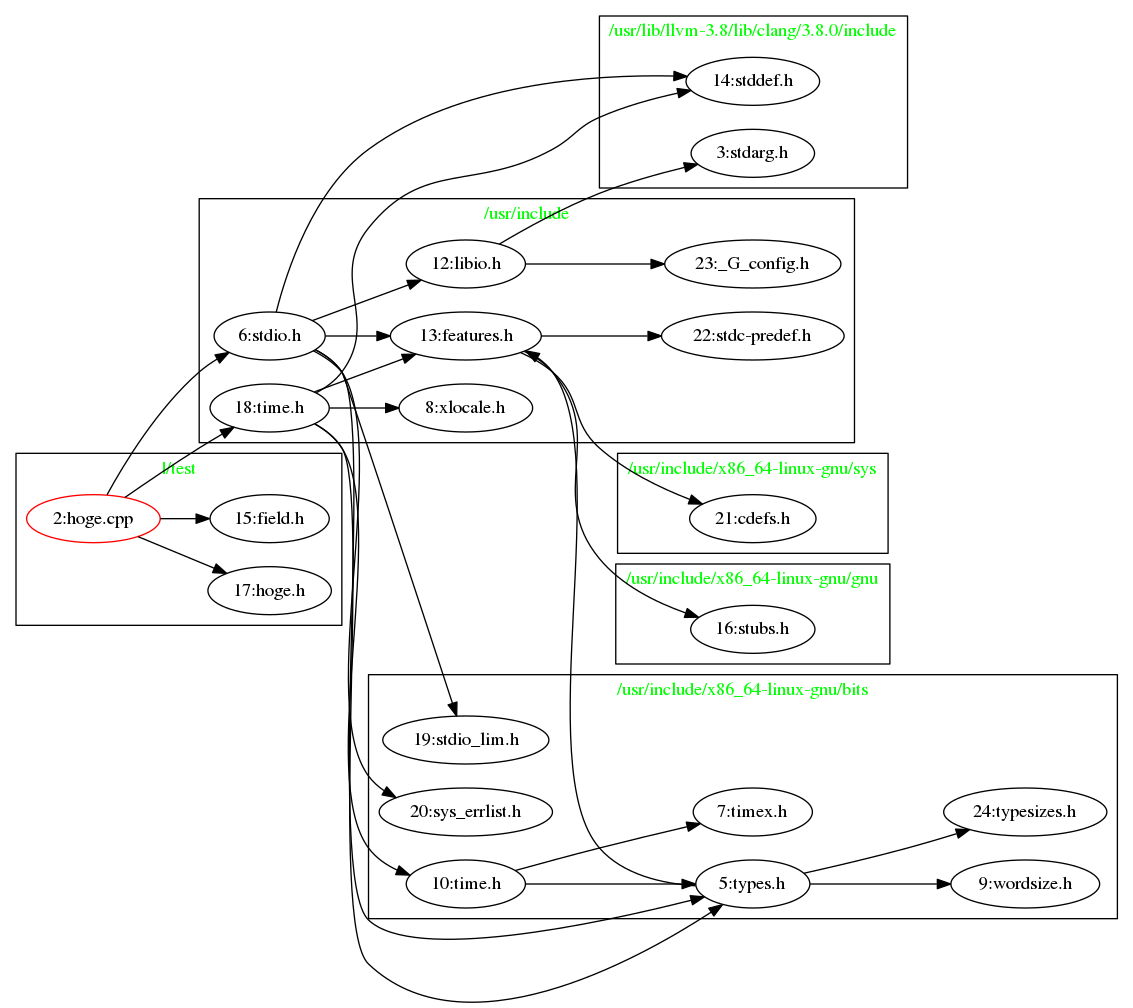 /usr/lib/llvm-3.8/lib/clang/3.8.0/include
14:stddef.h
3:stdarg.h
/usr/include
12:libio.h
23:_G_config.h
6:stdio.h
13:features.h
22:stdc-predef.h
18:time.h
8:xlocale.h
l/test
2:hoge.cpp
15:field.h
17:hoge.h
/usr/include/x86_64-linux-gnu/sys
21:cdefs.h
/usr/include/x86_64-linux-gnu/gnu
16:stubs.h
/usr/include/x86_64-linux-gnu/bits
19:stdio_lim.h
20:sys_errlist.h
7:timex.h
24:typesizes.h
10:time.h
5:types.h
9:wordsize.h